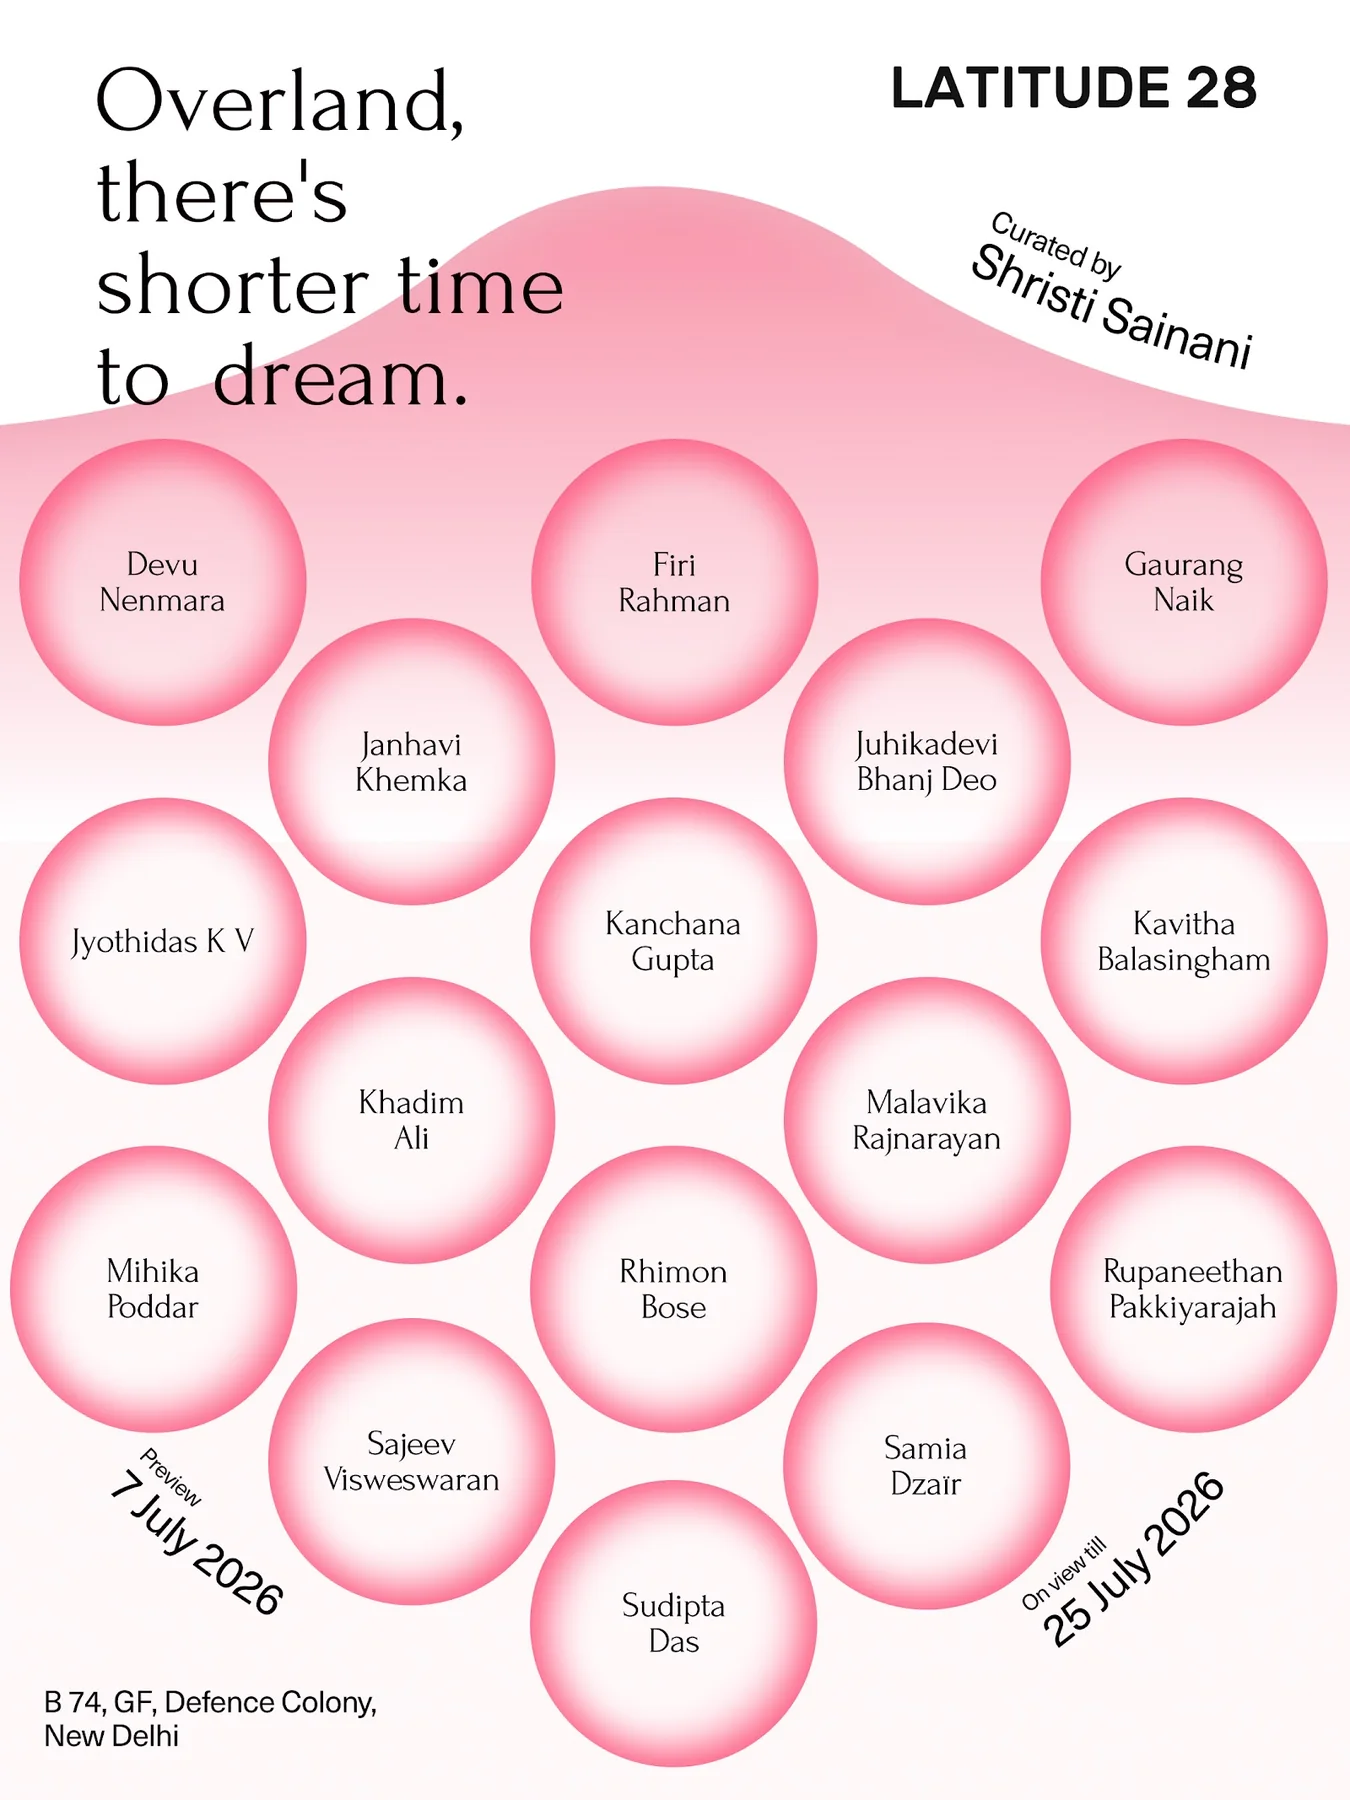 Overland,
there's
shorter time
to dream.
LATITUDE 28
Curated by
Shristi Sainani
Devu
Nenmara
Firi
Rahman
Gaurang
Naik
Janhavi
Khemka
Juhikadevi
Bhanj Deo
Jyothidas K V
Kanchana
Gupta
Kavitha
Balasingham
Khadim
Ali
Malavika
Rajnarayan
Mihika
Poddar
Rhimon
Bose
Rupaneethan
Pakkiyarajah
Sajeev
Visweswaran
Samia
Dzaïr
Sudipta
Das
Preview
7 July 2026
On view till
25 July 2026
B 74, GF, Defence Colony,
New Delhi